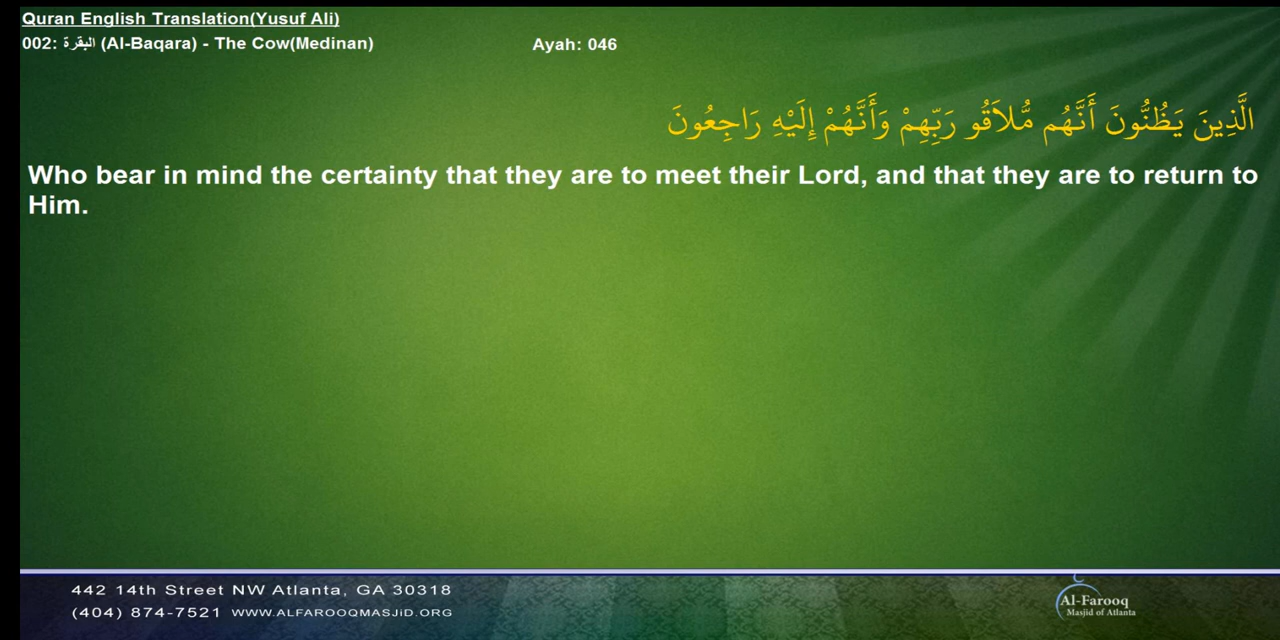 Quran English Translation(Yusuf Ali)
002: البقرة (Al-Baqara) - The Cow(Medinan)
Ayah: 046
الَّذِينَ يَظُنُّونَ أَنَّهُم مُّلاَقُو رَبِّهِمْ وَأَنَّهُمْ إِلَيْهِ رَاجِعُونَ
Who bear in mind the certainty that they are to meet their Lord, and that they are to return to
Him.
442 14th Street NW Atlanta, GA 30318
(404) 874-7521 WWW.ALFAROOQMASJiD.ORG
Al-Farooq
Masjid of Atlanta